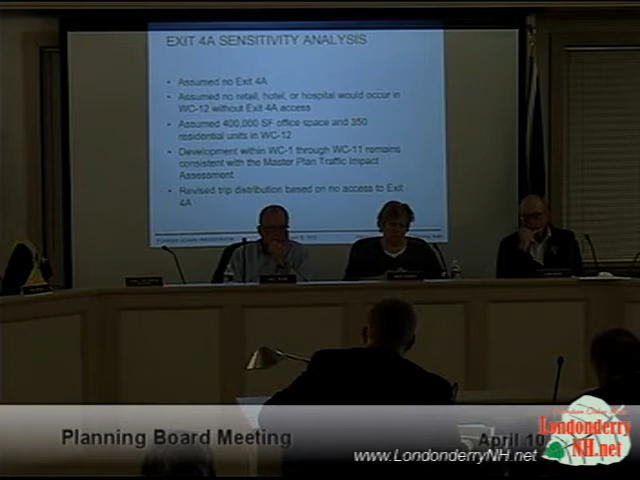 EXIT 4A SENSITIVITY ANALYSIS
• Assumed no Exit 4A
• Assumed no retail, hotel, or hospital would occur in
WC-12 without Exit 4A access
• Assumed 400,000 SF office space and 350
residential units in WC-12
• Development within WC-1 through WC-11 remains
consistent with the Master Plan Traffic Impact
Assessment
• Revised trip distribution based on no access to Exit
4A
Planning Board Meeting
April 10
Londonderry
NH.net
www.LondonderryNH.net